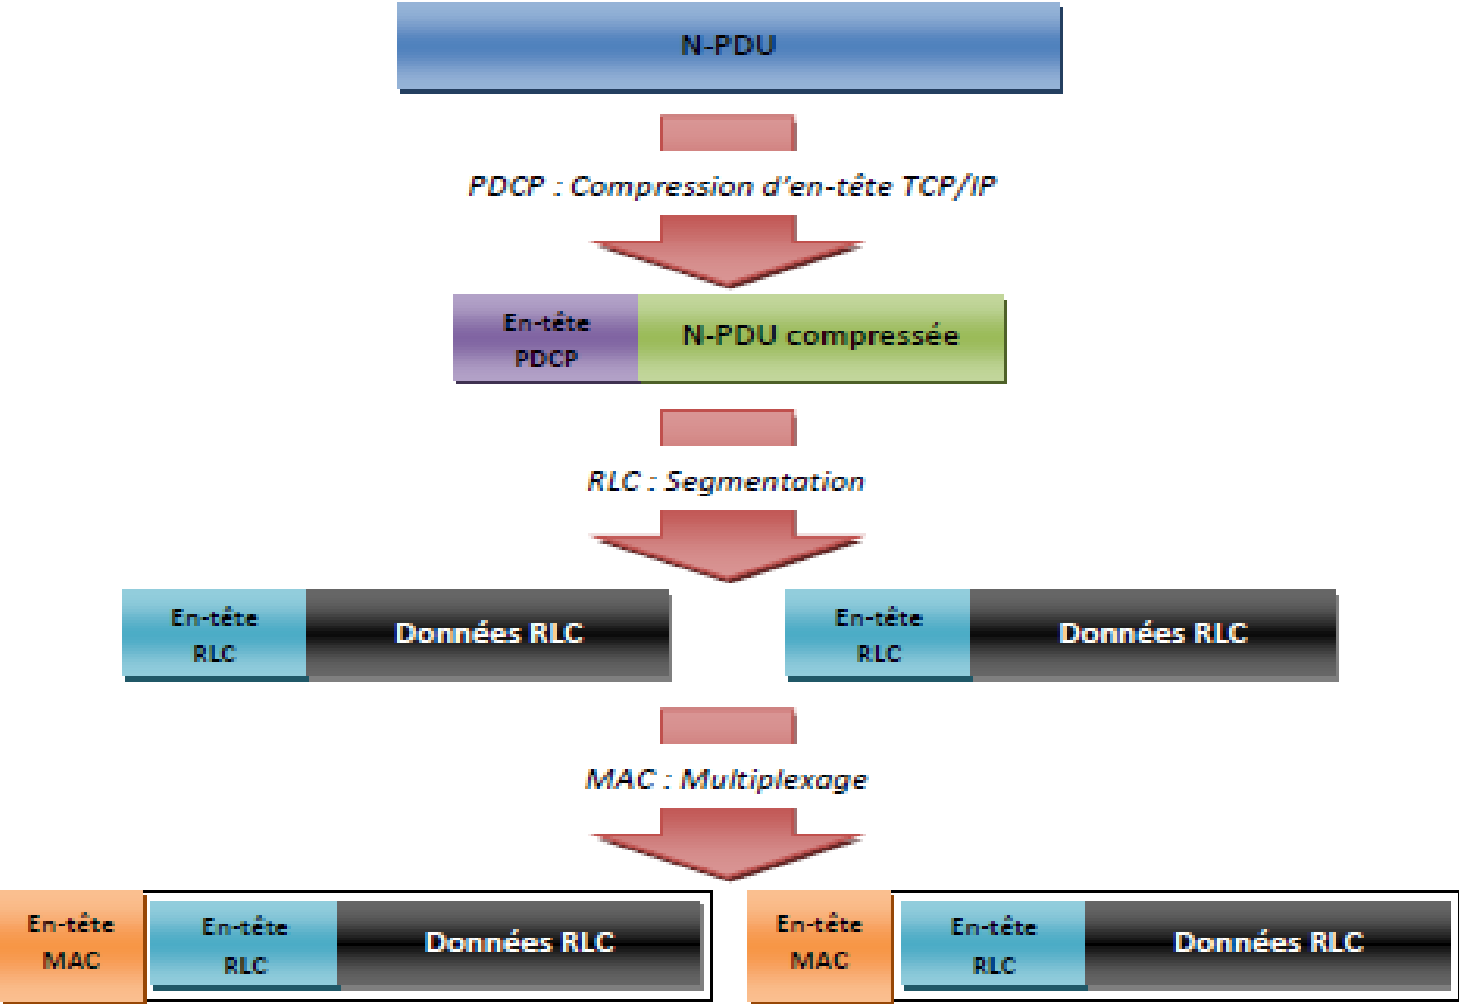 N-PDU
PDCP : Compression d'en-tête TCP/IP
En-tête
PDCP
N-PDU compressée
RLC : Segmentation
En-tête
RLC
Données RLC
En-tête
RLC
Données RLC
MAC : Multiplexage
En-tête
MAC
En-tête
RLC
Données RLC
En-tête
MAC
En-tête
RLC
Données RLC